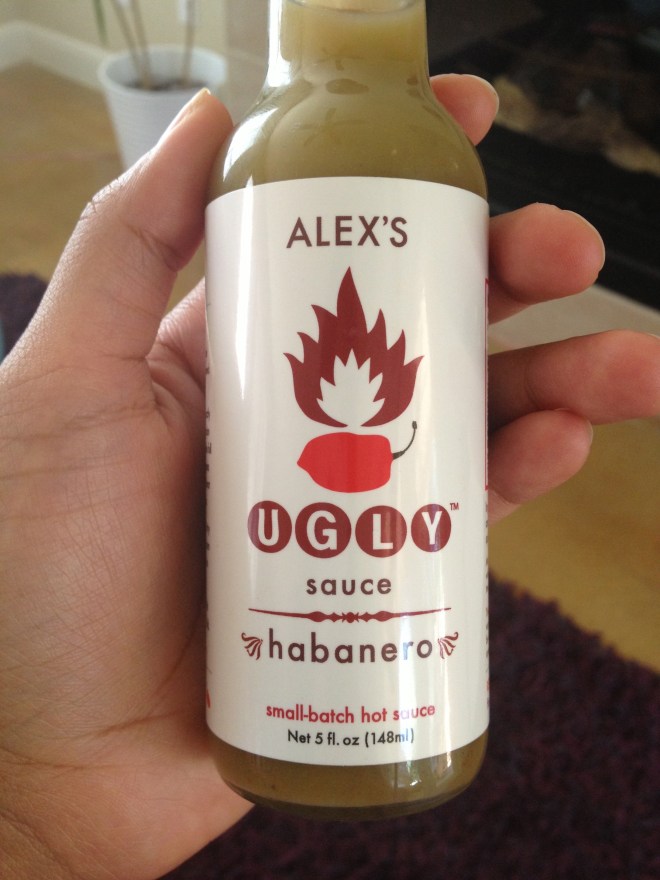 ALEX'S
UGLY™
sauce
habanero
small-batch hot sauce
Net 5 fl. oz (148ml)